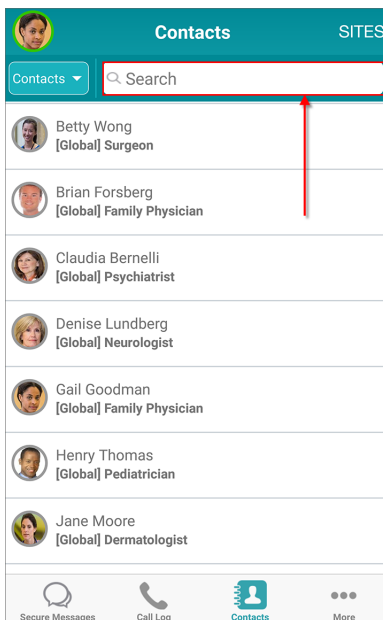 Contacts
SITES
Contacts
Search
Betty Wong
[Global] Surgeon
Brian Forsberg
[Global] Family Physician
Claudia Bernelli
[Global] Psychiatrist
Denise Lundberg
[Global] Neurologist
Gail Goodman
[Global] Family Physician
Henry Thomas
[Global] Pediatrician
Jane Moore
[Global] Dermatologist
Secure Messages
Call Log
Contacts
More